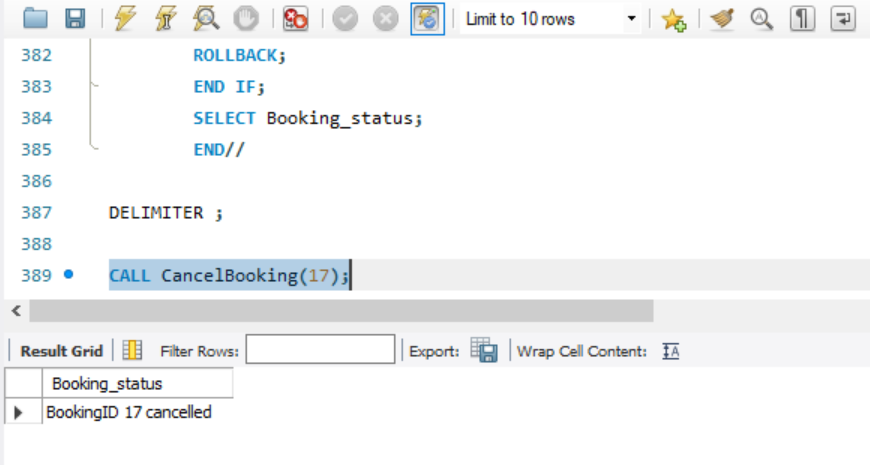 Limit to 10 rows
382 ROLLBACK;
383 END IF;
384 SELECT Booking_status;
385 END//
386
387 DELIMITER ;
388
389 CALL CancelBooking(17);
Result Grid Filter Rows: Export: Wrap Cell Content: IA
Booking_status
BookingID 17 cancelled